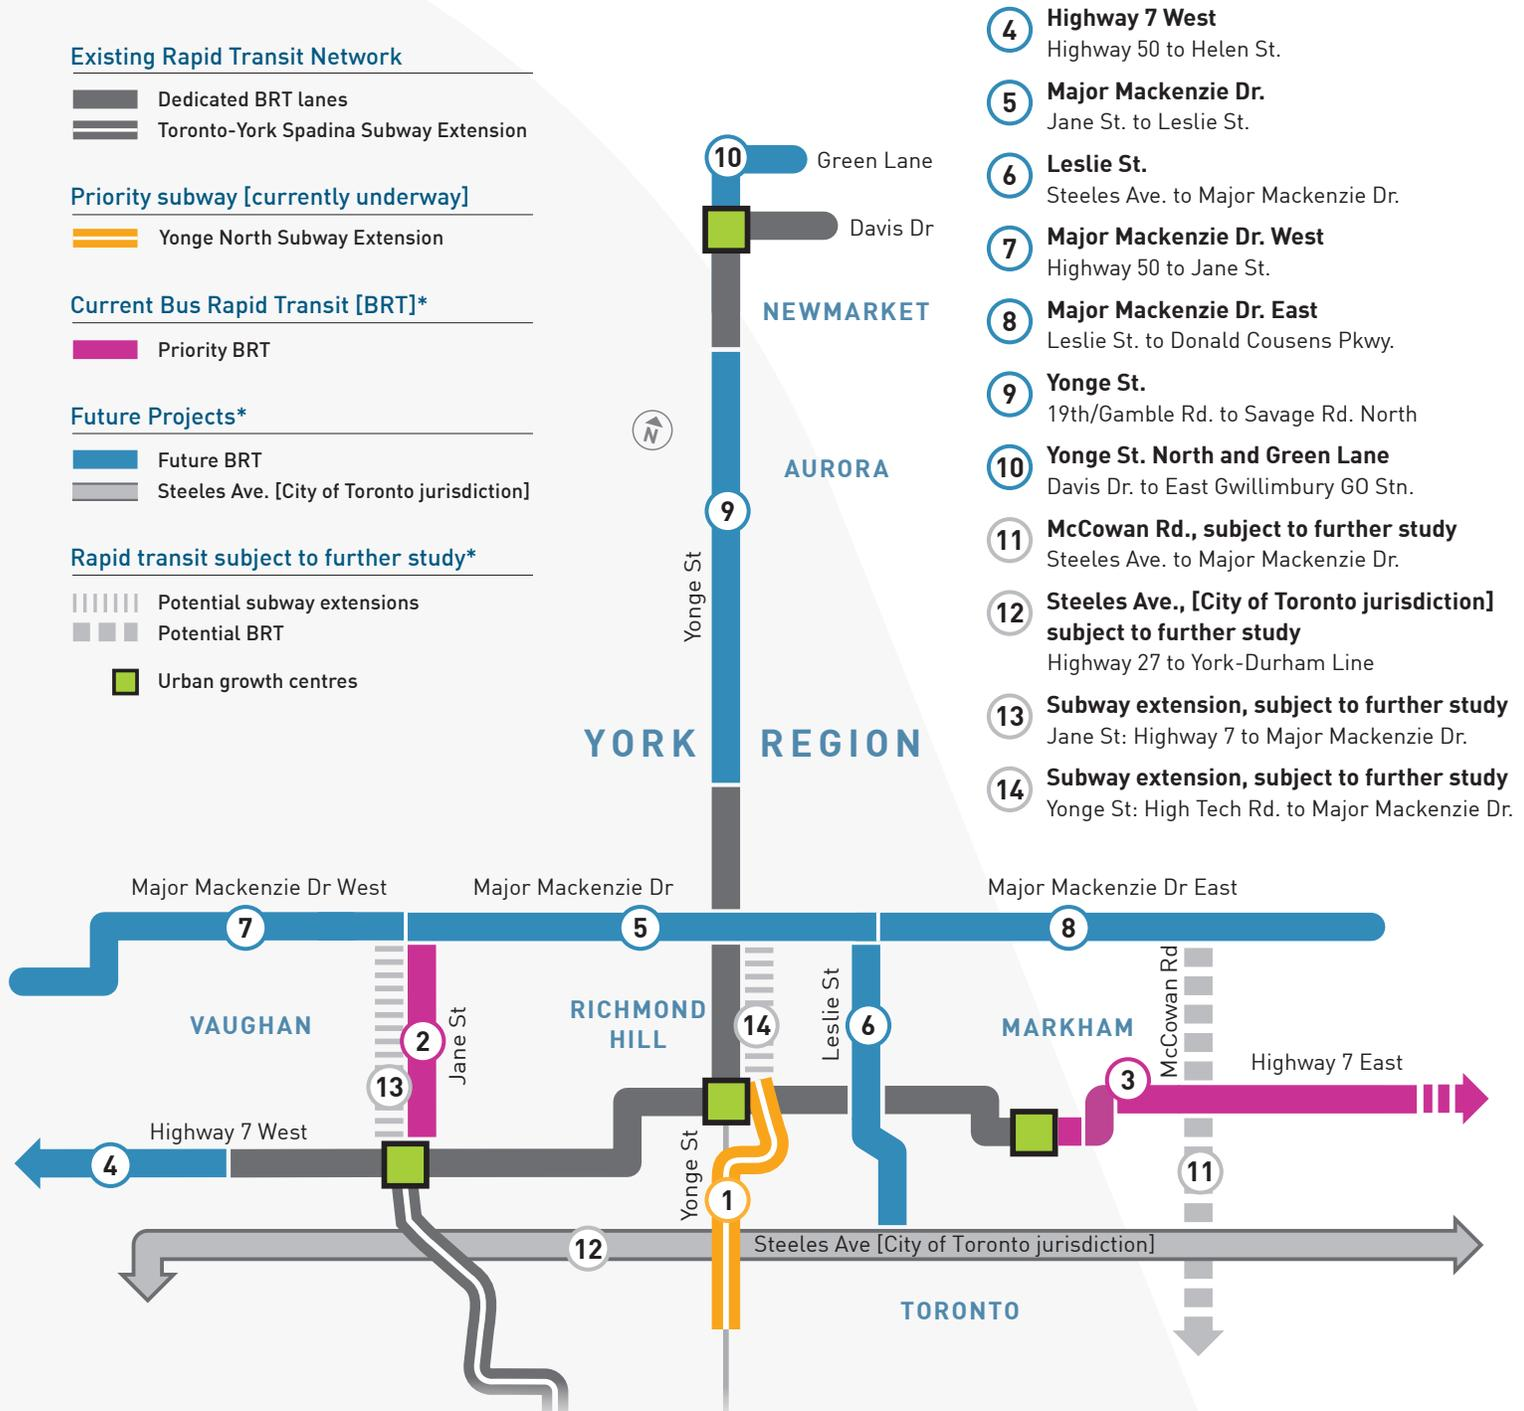 Existing Rapid Transit Network
Dedicated BRT lanes
Toronto-York Spadina Subway Extension
Priority subway [currently underway]
Yonge North Subway Extension
Current Bus Rapid Transit [BRT]*
Priority BRT
Future Projects*
Future BRT
Steeles Ave. [City of Toronto jurisdiction]
Rapid transit subject to further study*
Potential subway extensions
Potential BRT
Urban growth centres
4 Highway 7 West
Highway 50 to Helen St.
5 Major Mackenzie Dr.
Jane St. to Leslie St.
6 Leslie St.
Steeles Ave. to Major Mackenzie Dr.
7 Major Mackenzie Dr. West
Highway 50 to Jane St.
8 Major Mackenzie Dr. East
Leslie St. to Donald Cousens Pkwy.
9 Yonge St.
19th/Gamble Rd. to Savage Rd. North
10 Yonge St. North and Green Lane
Davis Dr. to East Gwillimbury GO Stn.
11 McCowan Rd., subject to further study
Steeles Ave. to Major Mackenzie Dr.
12 Steeles Ave., [City of Toronto jurisdiction]
subject to further study
Highway 27 to York-Durham Line
13 Subway extension, subject to further study
Jane St: Highway 7 to Major Mackenzie Dr.
14 Subway extension, subject to further study
Yonge St: High Tech Rd. to Major Mackenzie Dr.
10
Green Lane
Davis Dr
NEWMARKET
N
AURORA
9
Yonge St
YORK REGION
Major Mackenzie Dr West
Major Mackenzie Dr
Major Mackenzie Dr East
7
5
8
VAUGHAN
2
Jane St
13
RICHMOND
HILL
14
Leslie St
6
MARKHAM
McCowan Rd
3
Highway 7 East
Highway 7 West
4
Yonge St
1
11
12
Steeles Ave [City of Toronto jurisdiction]
TORONTO